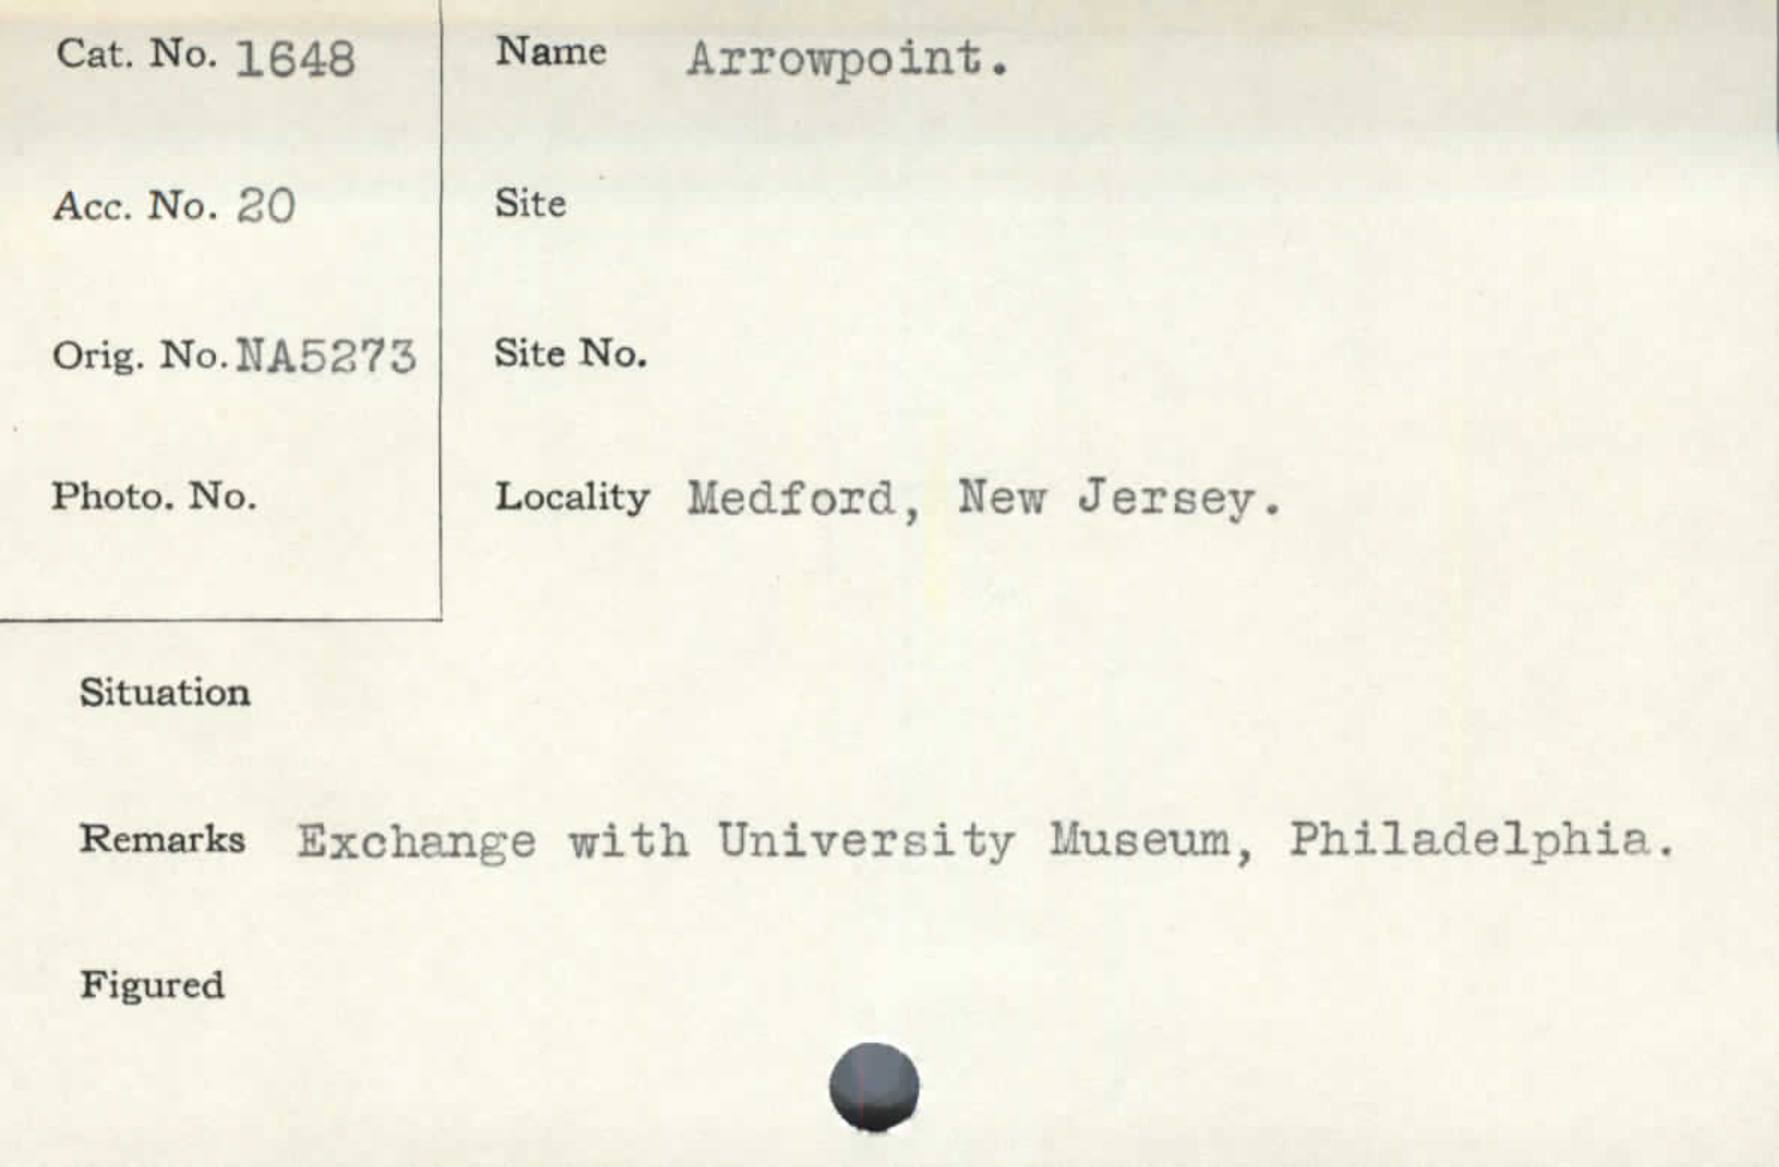 Cat. No. 1648
Name Arrowpoint.
Acc. No. 20
Site
Orig. No. NA5273
Site No.
Photo. No.
Locality Medford, New Jersey.
Situation
Remarks Exchange with University Museum, Philadelphia.
Figured